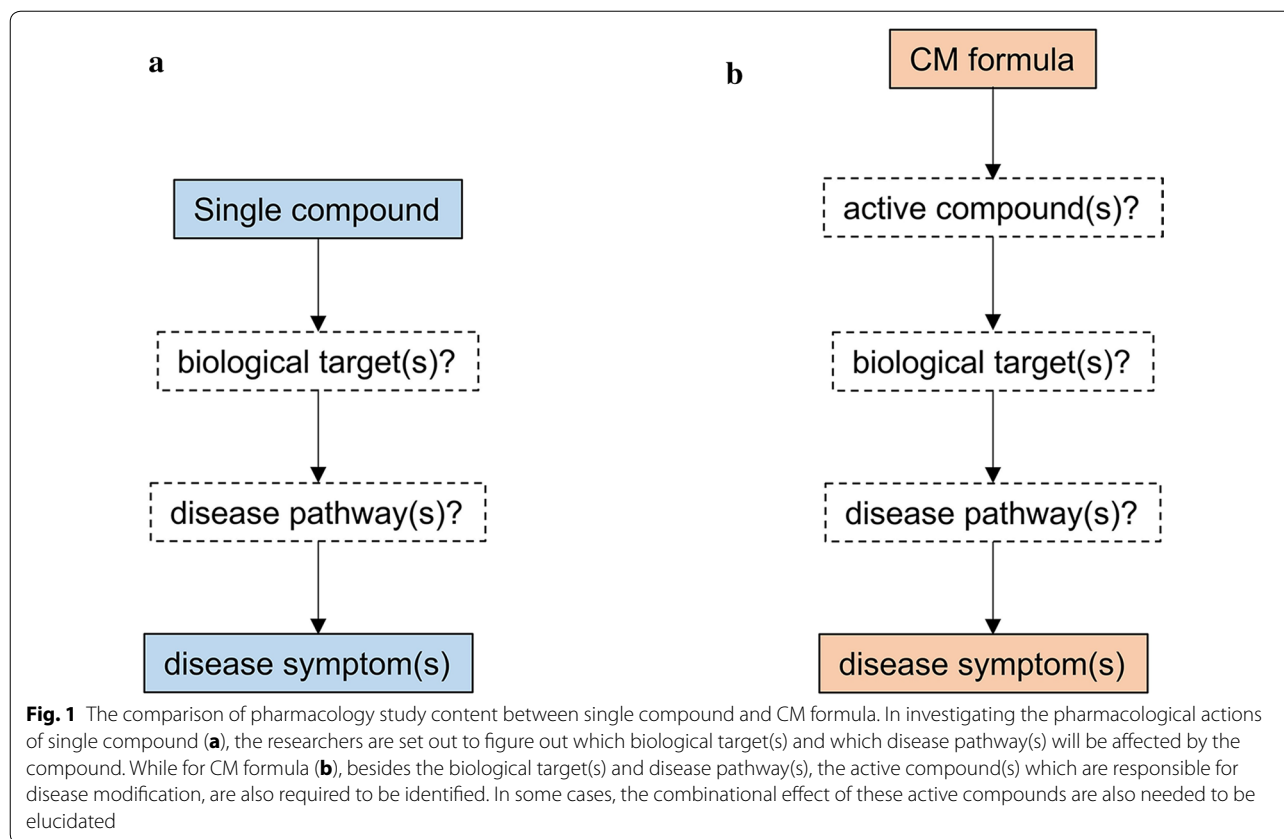 a
Single compound
biological target(s)?
disease pathway(s)?
disease symptom(s)
b
CM formula
active compound(s)?
biological target(s)?
disease pathway(s)?
disease symptom(s)
Fig. 1 The comparison of pharmacology study content between single compound and CM formula. In investigating the pharmacological actions
of single compound (a), the researchers are set out to figure out which biological target(s) and which disease pathway(s) will be affected by the
compound. While for CM formula (b), besides the biological target(s) and disease pathway(s), the active compound(s) which are responsible for
disease modification, are also required to be identified. In some cases, the combinational effect of these active compounds are also needed to be
elucidated